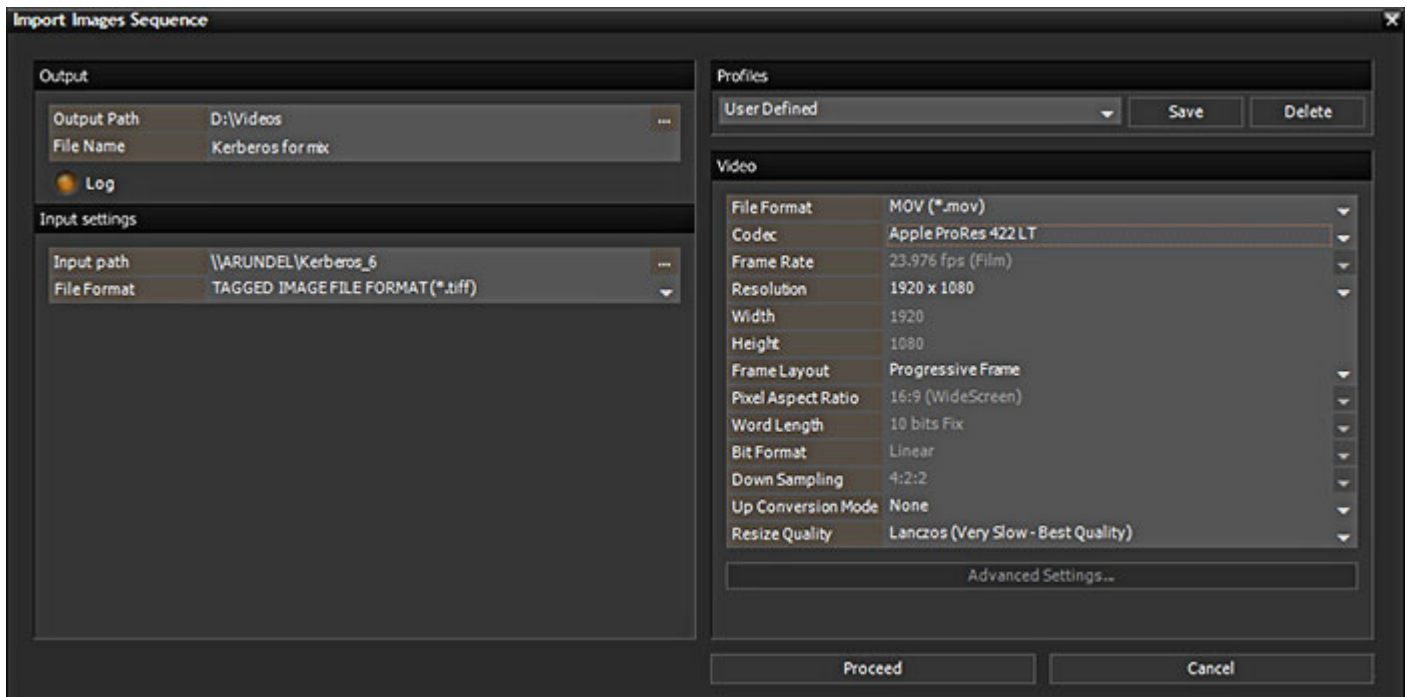 Import Images Sequence
Output
Output Path D:\Videos ...
File Name Kerberos for mix
Log
Input settings
Input path \\ARUNDEL\Kerberos_6 ...
File Format TAGGED IMAGE FILE FORMAT (*.tiff)
Profiles
User Defined Save Delete
Video
File Format MOV (*.mov)
Codec Apple ProRes 422 LT
Frame Rate 23.976 fps (Film)
Resolution 1920 x 1080
Width 1920
Height 1080
Frame Layout Progressive Frame
Pixel Aspect Ratio 16:9 (WideScreen)
Word Length 10 bits Fix
Bit Format Linear
Down Sampling 4:2:2
Up Conversion Mode None
Resize Quality Lanczos (Very Slow - Best Quality)
Advanced Settings...
Proceed Cancel